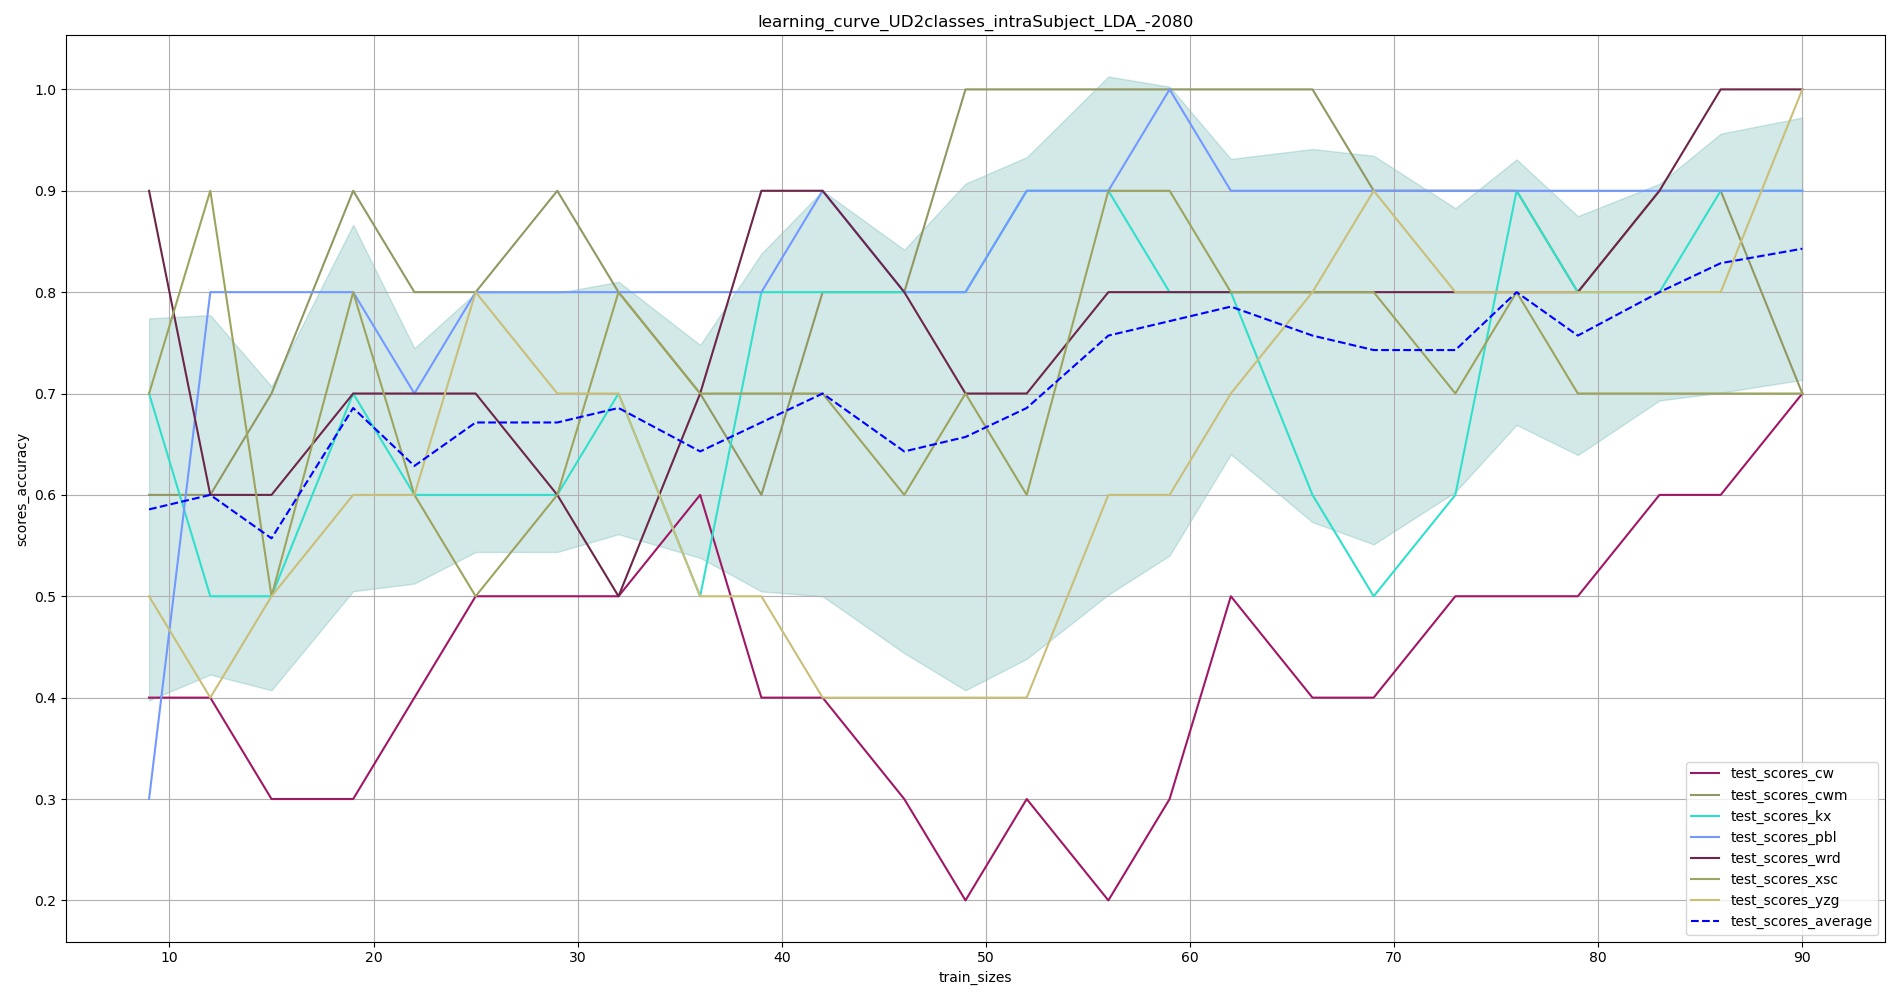 learning_curve_UD2classes_intraSubject_LDA_-2080
scores_accuracy
1.0
0.9
0.8
0.7
0.6
0.5
0.4
0.3
0.2
test_scores_cw
test_scores_cwm
test_scores_kx
test_scores_pbl
test_scores_wrd
test_scores_xsc
test_scores_yzg
test_scores_average
10 20 30 40 50 60 70 80 90
train_sizes